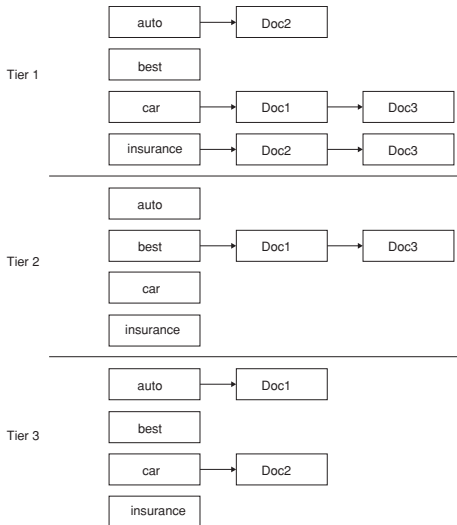 auto Doc2
best
Tier 1
car Doc1 Doc3
insurance Doc2 Doc3
auto
best Doc1 Doc3
Tier 2
car
insurance
auto Doc1
best
Tier 3
car Doc2
insurance